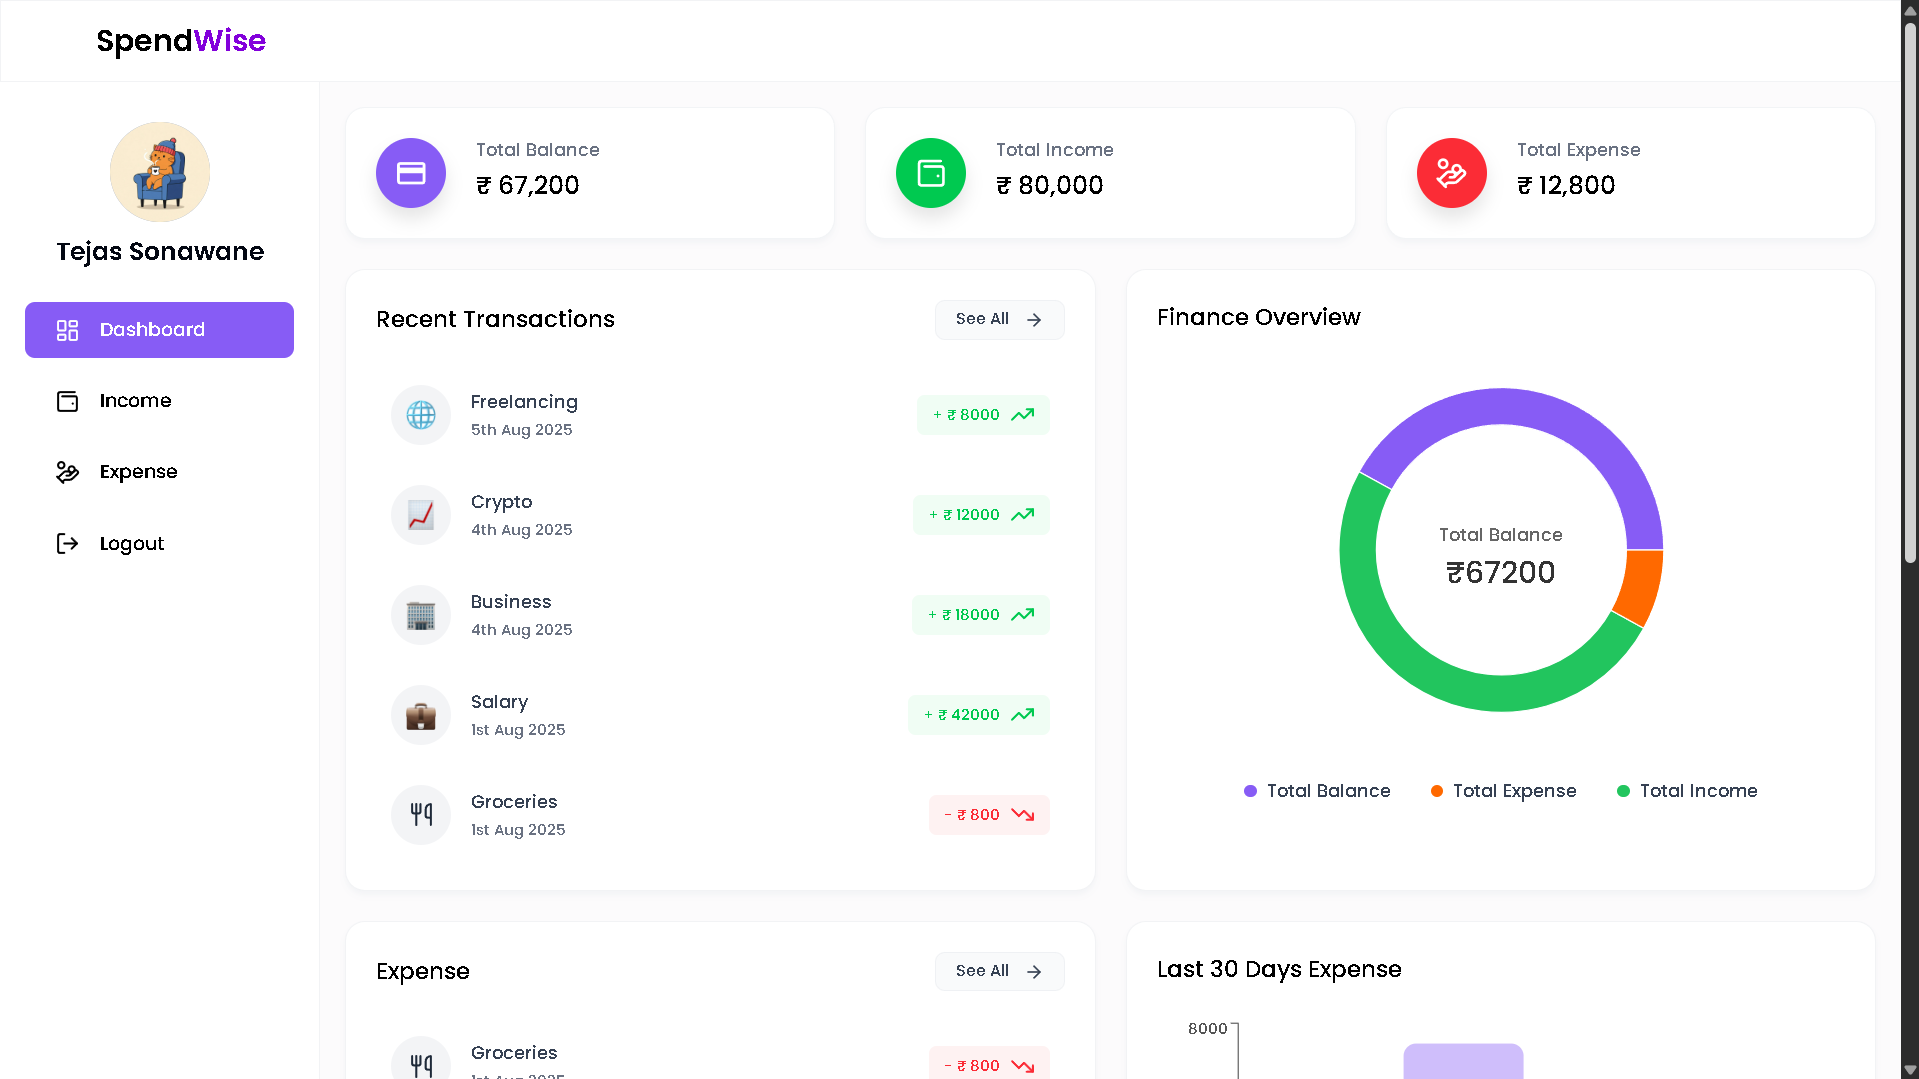 SpendWise
Tejas Sonawane
Dashboard
Income
Expense
Logout
Total Balance
₹ 67,200
Total Income
₹ 80,000
Total Expense
₹ 12,800
Recent Transactions
See All
Freelancing
5th Aug 2025
+ ₹ 8000
Crypto
4th Aug 2025
+ ₹ 12000
Business
4th Aug 2025
+ ₹ 18000
Salary
1st Aug 2025
+ ₹ 42000
Groceries
1st Aug 2025
- ₹ 800
Finance Overview
Total Balance
₹67200
Total Balance
Total Expense
Total Income
Expense
See All
Groceries
1st Aug 2025
- ₹ 800
Last 30 Days Expense
8000